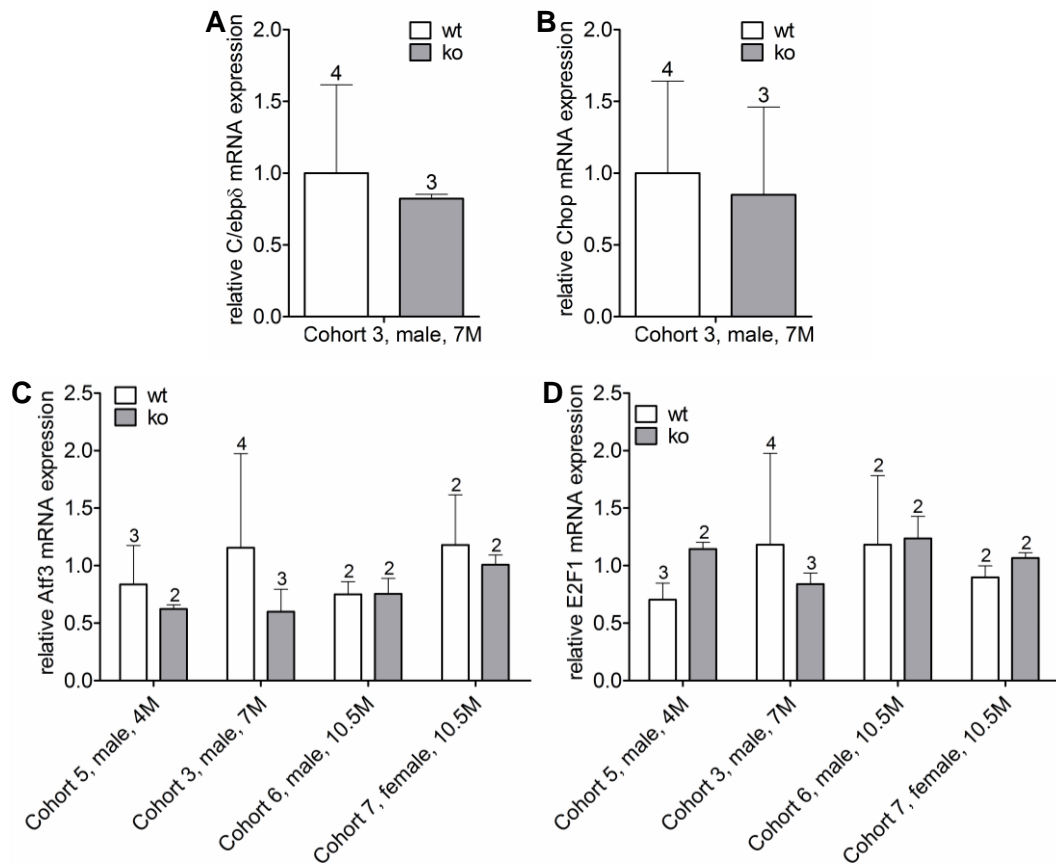 A
relative C/ebpδ mRNA expression
2.0
1.5
1.0
0.5
0.0
wt
ko
4
3
Cohort 3, male, 7M
B
relative Chop mRNA expression
2.0
1.5
1.0
0.5
0.0
wt
ko
4
3
Cohort 3, male, 7M
C
relative Atf3 mRNA expression
2.5
2.0
1.5
1.0
0.5
0.0
wt
ko
3
2
4
3
2
2
2
2
Cohort 5, male, 4M
Cohort 3, male, 7M
Cohort 6, male, 10.5M
Cohort 7, female, 10.5M
D
relative E2F1 mRNA expression
2.5
2.0
1.5
1.0
0.5
0.0
wt
ko
3
2
4
3
2
2
2
2
Cohort 5, male, 4M
Cohort 3, male, 7M
Cohort 6, male, 10.5M
Cohort 7, female, 10.5M